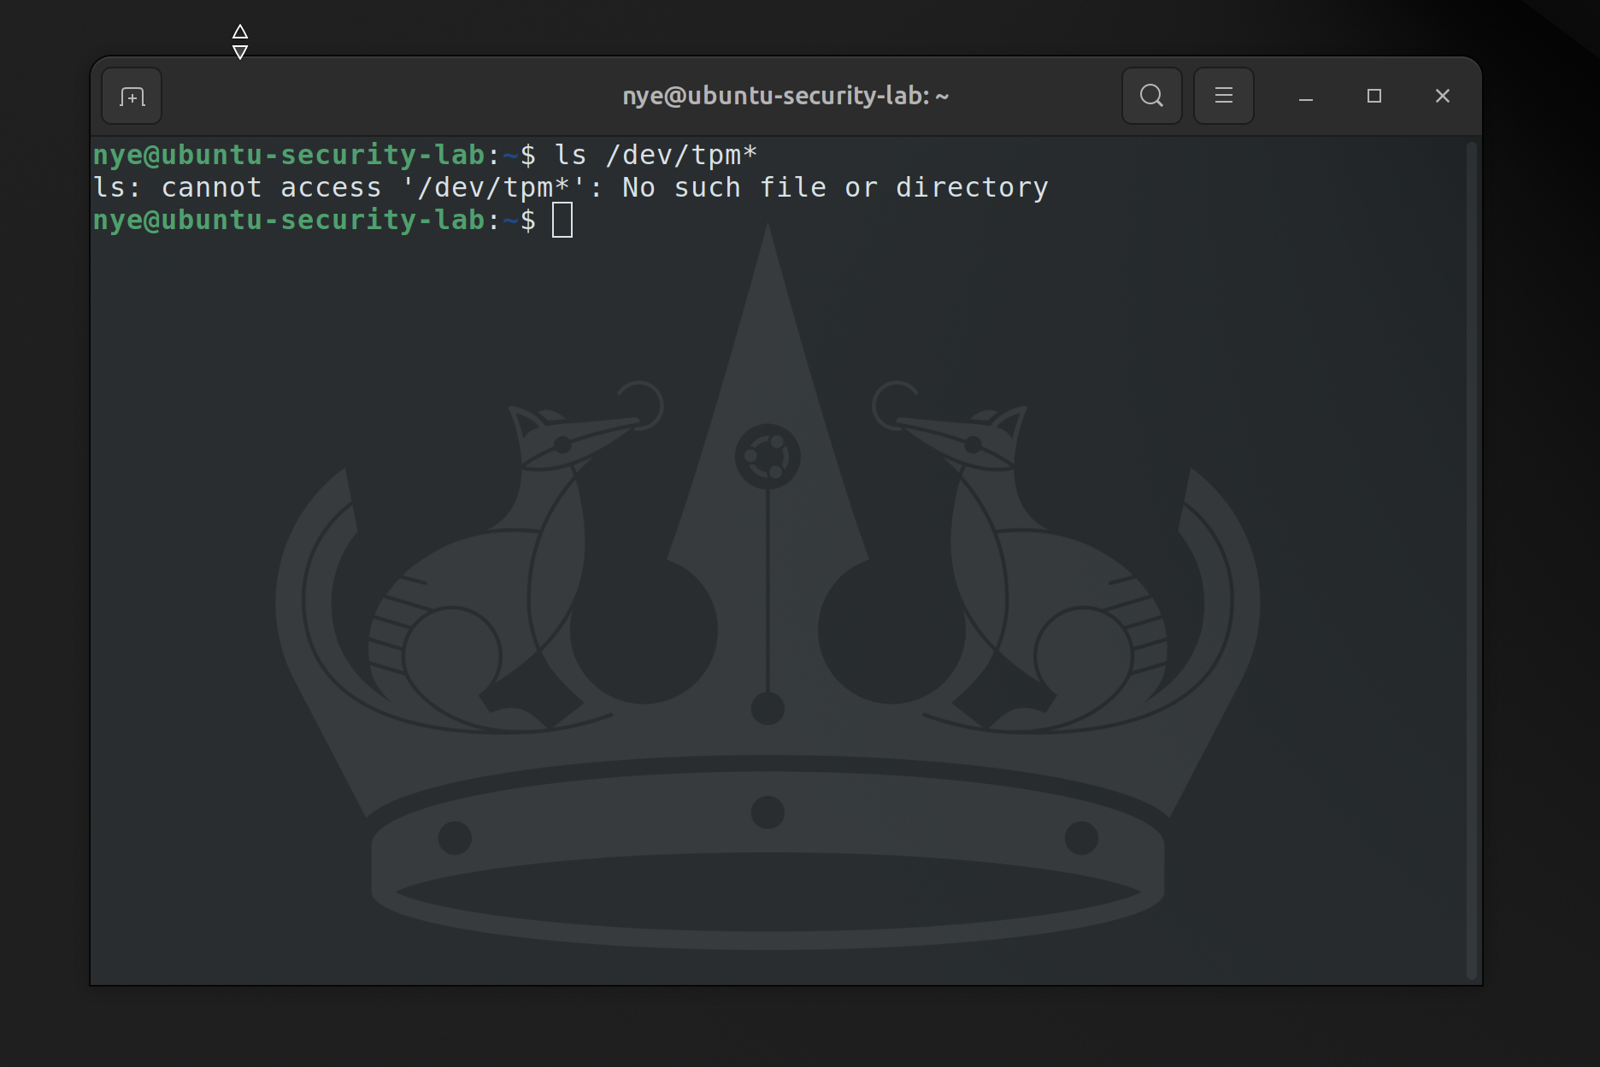 nye@ubuntu-security-lab: ~
nye@ubuntu-security-lab:~$ ls /dev/tpm*
ls: cannot access '/dev/tpm*': No such file or directory
nye@ubuntu-security-lab:~$